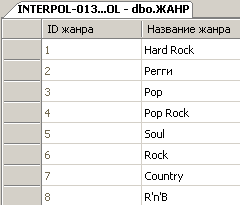 INTERPOL-013...OL - dbo.ЖАНР
ID жанра Название жанра
1 Hard Rock
2 Регги
3 Pop
4 Pop Rock
5 Soul
6 Rock
7 Country
8 R'n'B